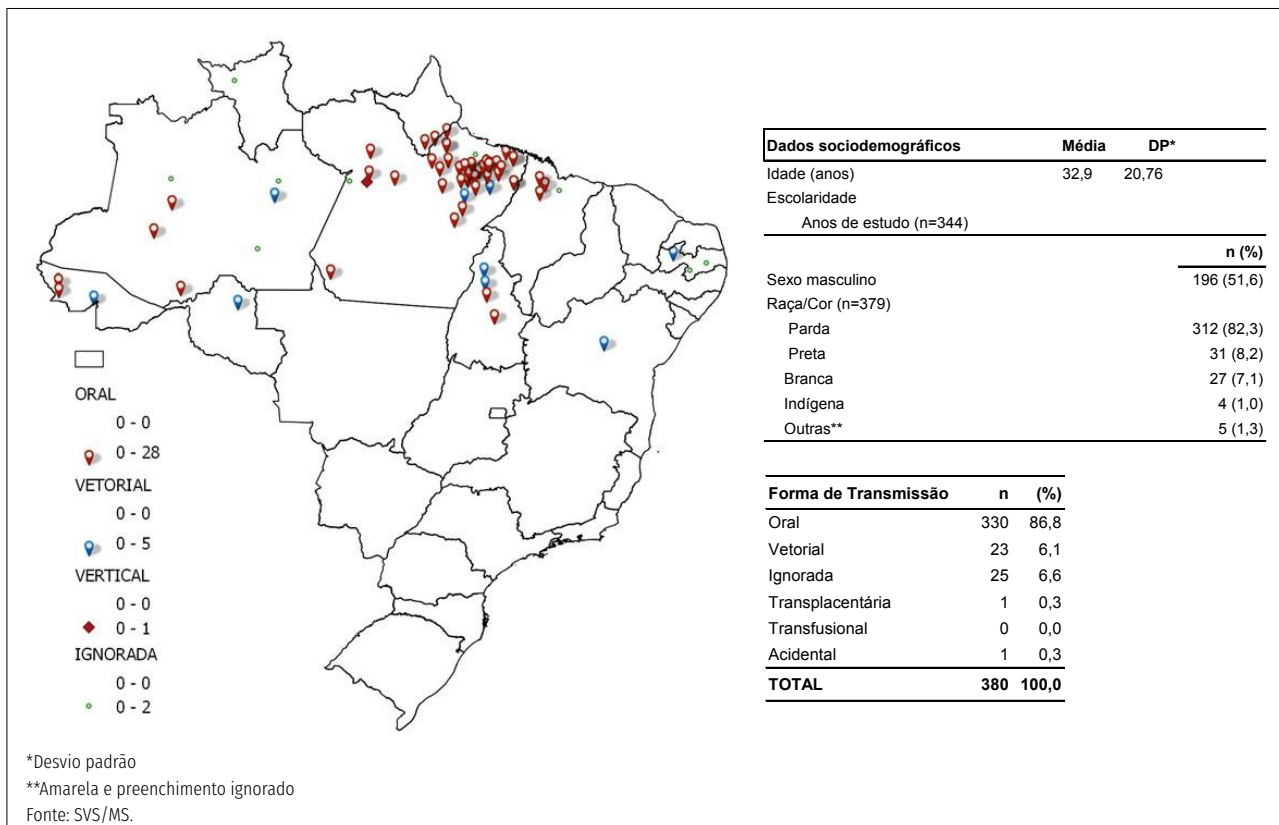 ORAL
0 - 0
0 - 28
VETORIAL
0 - 0
0 - 5
VERTICAL
0 - 0
0 - 1
IGNORADA
0 - 0
0 - 2
Dados sociodemográficos Média DP*
Idade (anos) 32,9 20,76
Escolaridade
Anos de estudo (n=344)
n (%)
Sexo masculino 196 (51,6)
Raça/Cor (n=379)
Parda 312 (82,3)
Preta 31 (8,2)
Branca 27 (7,1)
Indígena 4 (1,0)
Outras** 5 (1,3)
Forma de Transmissão n (%)
Oral 330 86,8
Vetorial 23 6,1
Ignorada 25 6,6
Transplacentária 1 0,3
Transfusional 0 0,0
Acidental 1 0,3
TOTAL 380 100,0
*Desvio padrão
**Amarela e preenchimento ignorado
Fonte: SVS/MS.